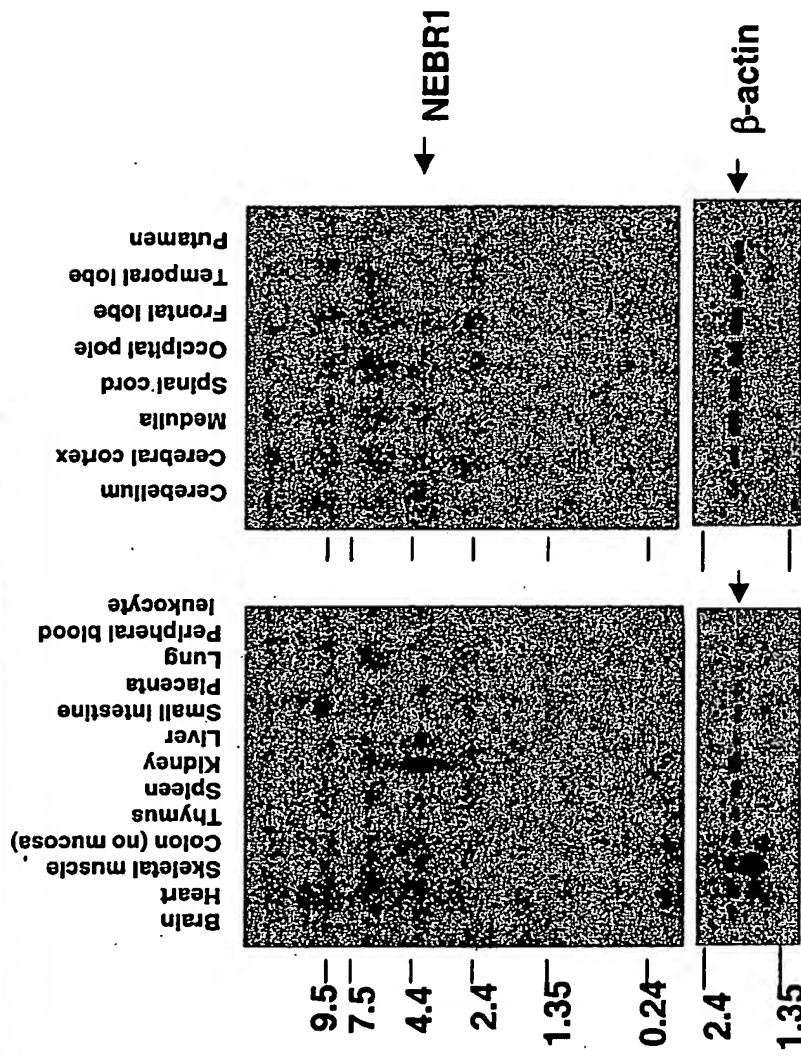 Brain
Heart
Skeletal muscle
Colon (no mucosa)
Thymus
Spleen
Kidney
Liver
Small intestine
Placenta
Lung
Peripheral blood
leukocyte
Cerebellum
Cerebral cortex
Medulla
Spinal cord
Occipital pole
Frontal lobe
Temporal lobe
Putamen
9.5
7.5
4.4
2.4
1.35
0.24
NEBR1
2.4
1.35
β-actin